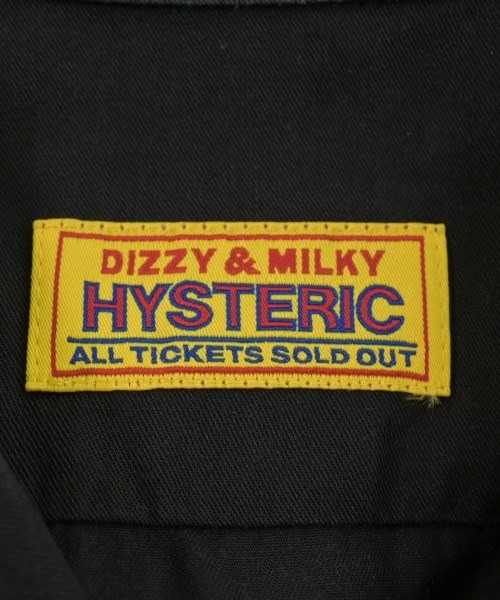 DIZZY & MILKY
HYSTERIC
ALL TICKETS SOLD OUT